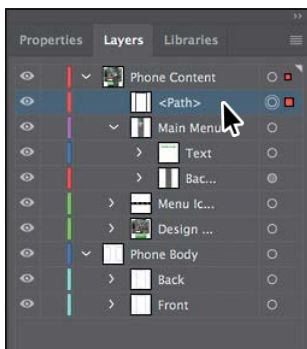 Properties Layers Libraries
Phone Content
<Path>
Main Menu
Text
Bac...
Menu Ic...
Design ...
Phone Body
Back
Front